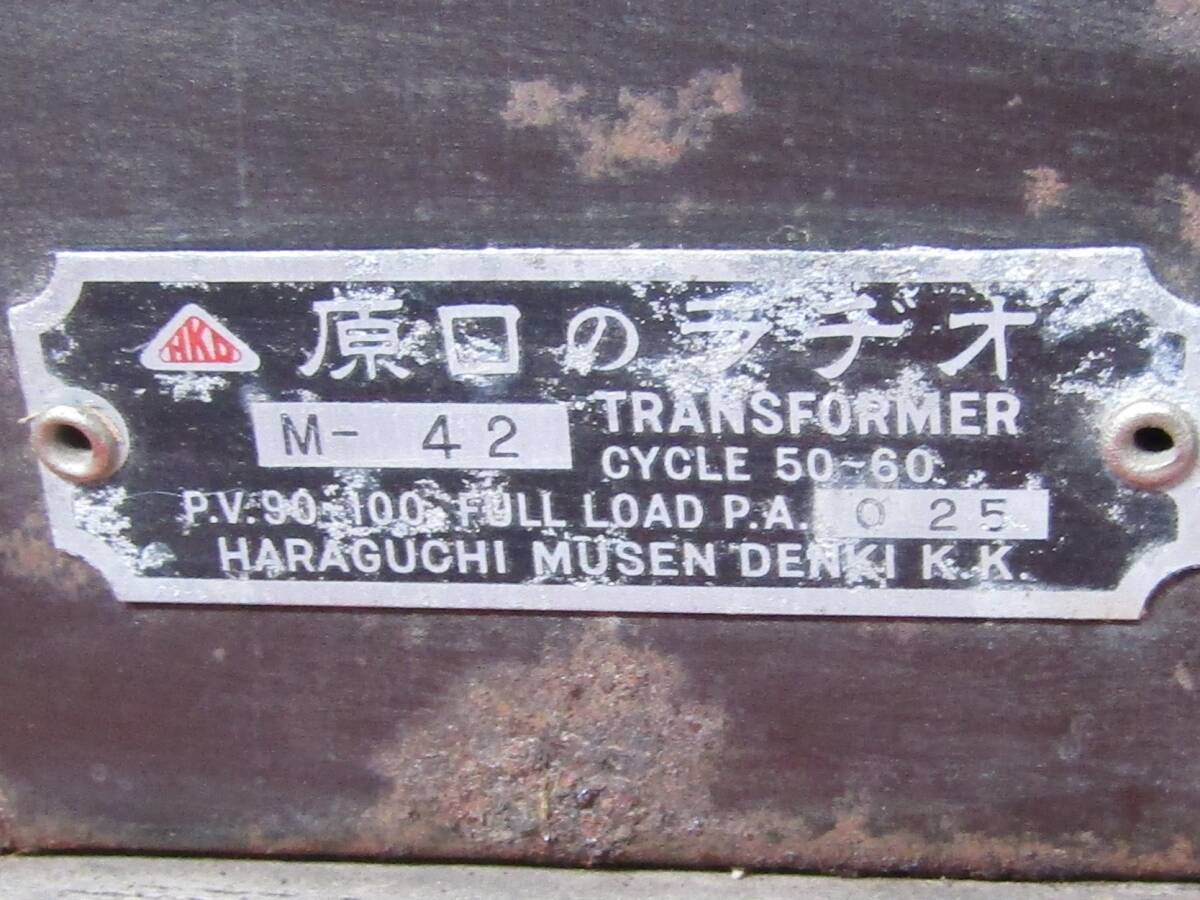 HKD 原口のラヂオ
M- 42 TRANSFORMER
CYCLE 50~60
P.V. 90~100 FULL LOAD P.A. 0 25
HARAGUCHI MUSEN DENKI K.K.